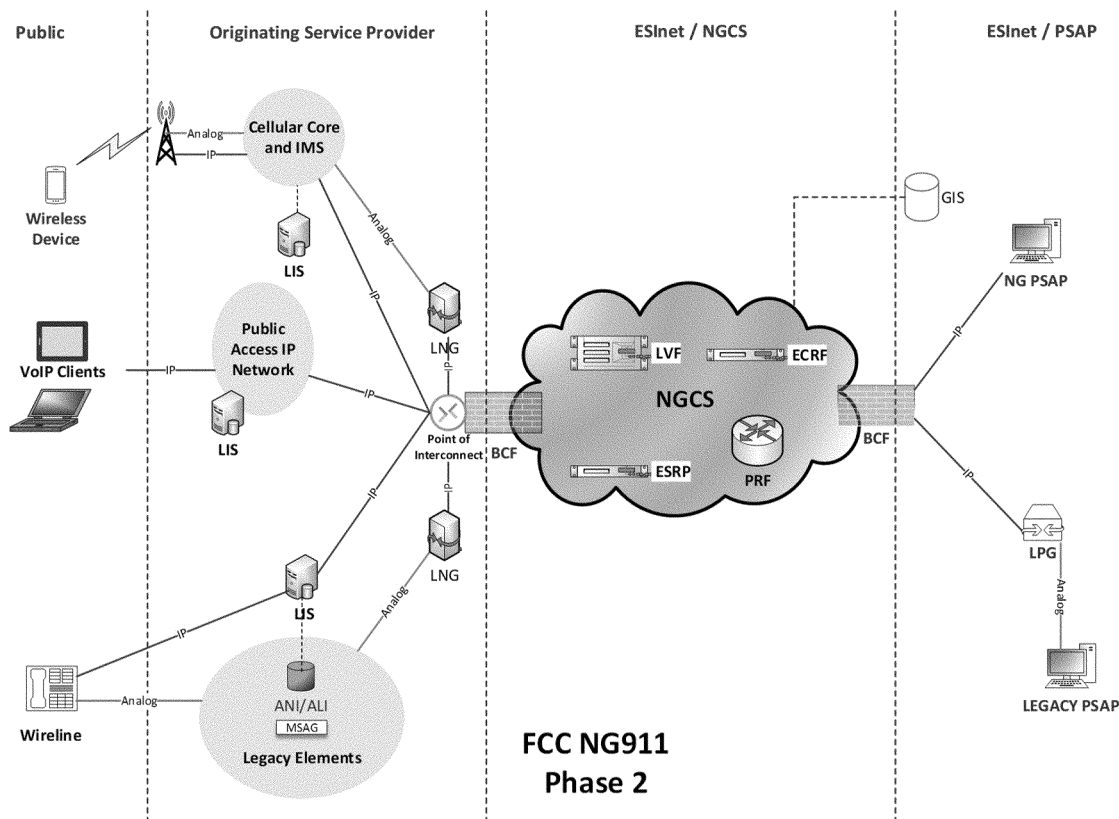 Public
Originating Service Provider
ESInet / NGCS
ESInet / PSAP
Analog
IP
Cellular Core
and IMS
Wireless
Device
LIS
Analog
IP
LNG
IP
GIS
NG PSAP
IP
VoIP Clients
IP
Public
Access IP
Network
LIS
IP
Point of
Interconnect
BCF
LVF
ECRF
NGCS
ESRP
PRF
BCF
IP
LPG
Analog
LEGACY PSAP
IP
LNG
IP
LIS
Analog
IP
Wireline
Analog
ANI/ALI
MSAG
Legacy Elements
FCC NG911
Phase 2